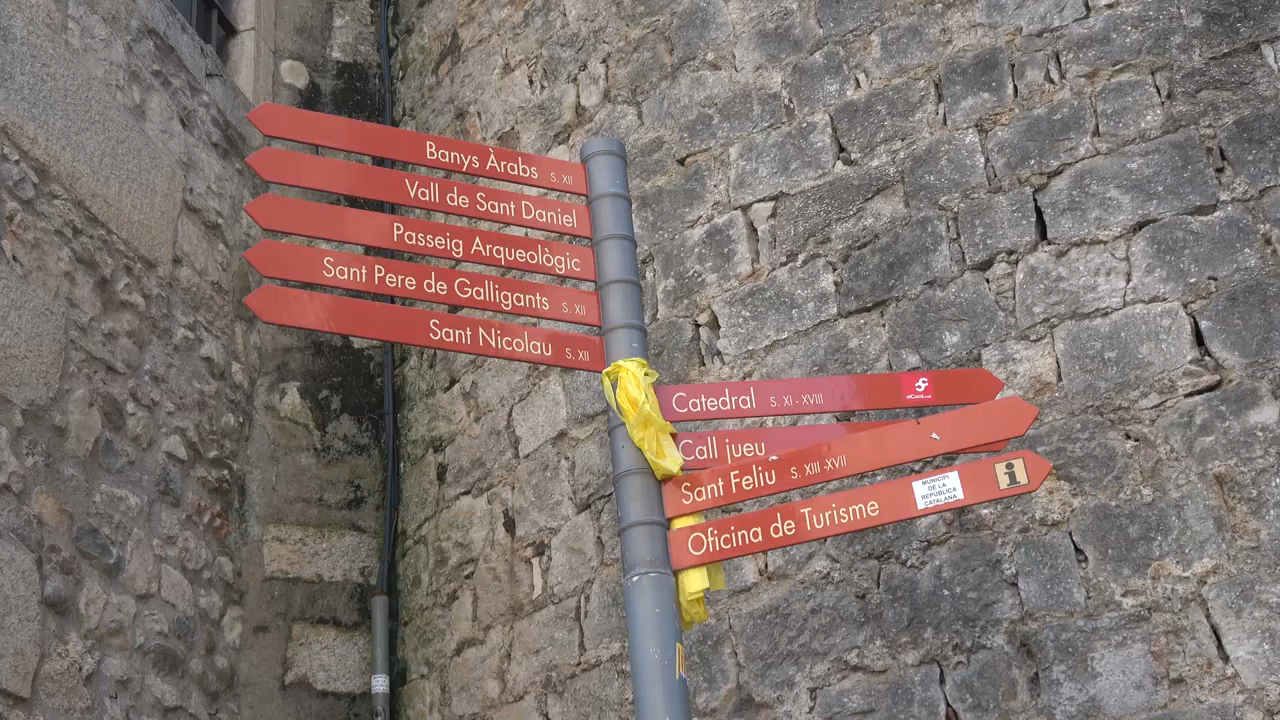 Banys Àrabs S. XII
Vall de Sant Daniel
Passeig Arqueològic
Sant Pere de Galligants S. XII
Sant Nicolau S. XII
Catedral S. XI - XVIII
Call jueu
Sant Feliu S. XIII -XVII
Oficina de Turisme
MUNICIPI
DE LA
REPÚBLICA
CATALANA
i